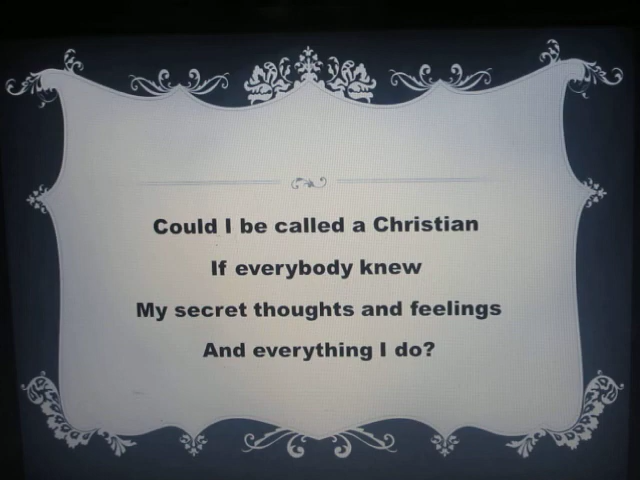 Could I be called a Christian
If everybody knew
My secret thoughts and feelings
And everything I do?